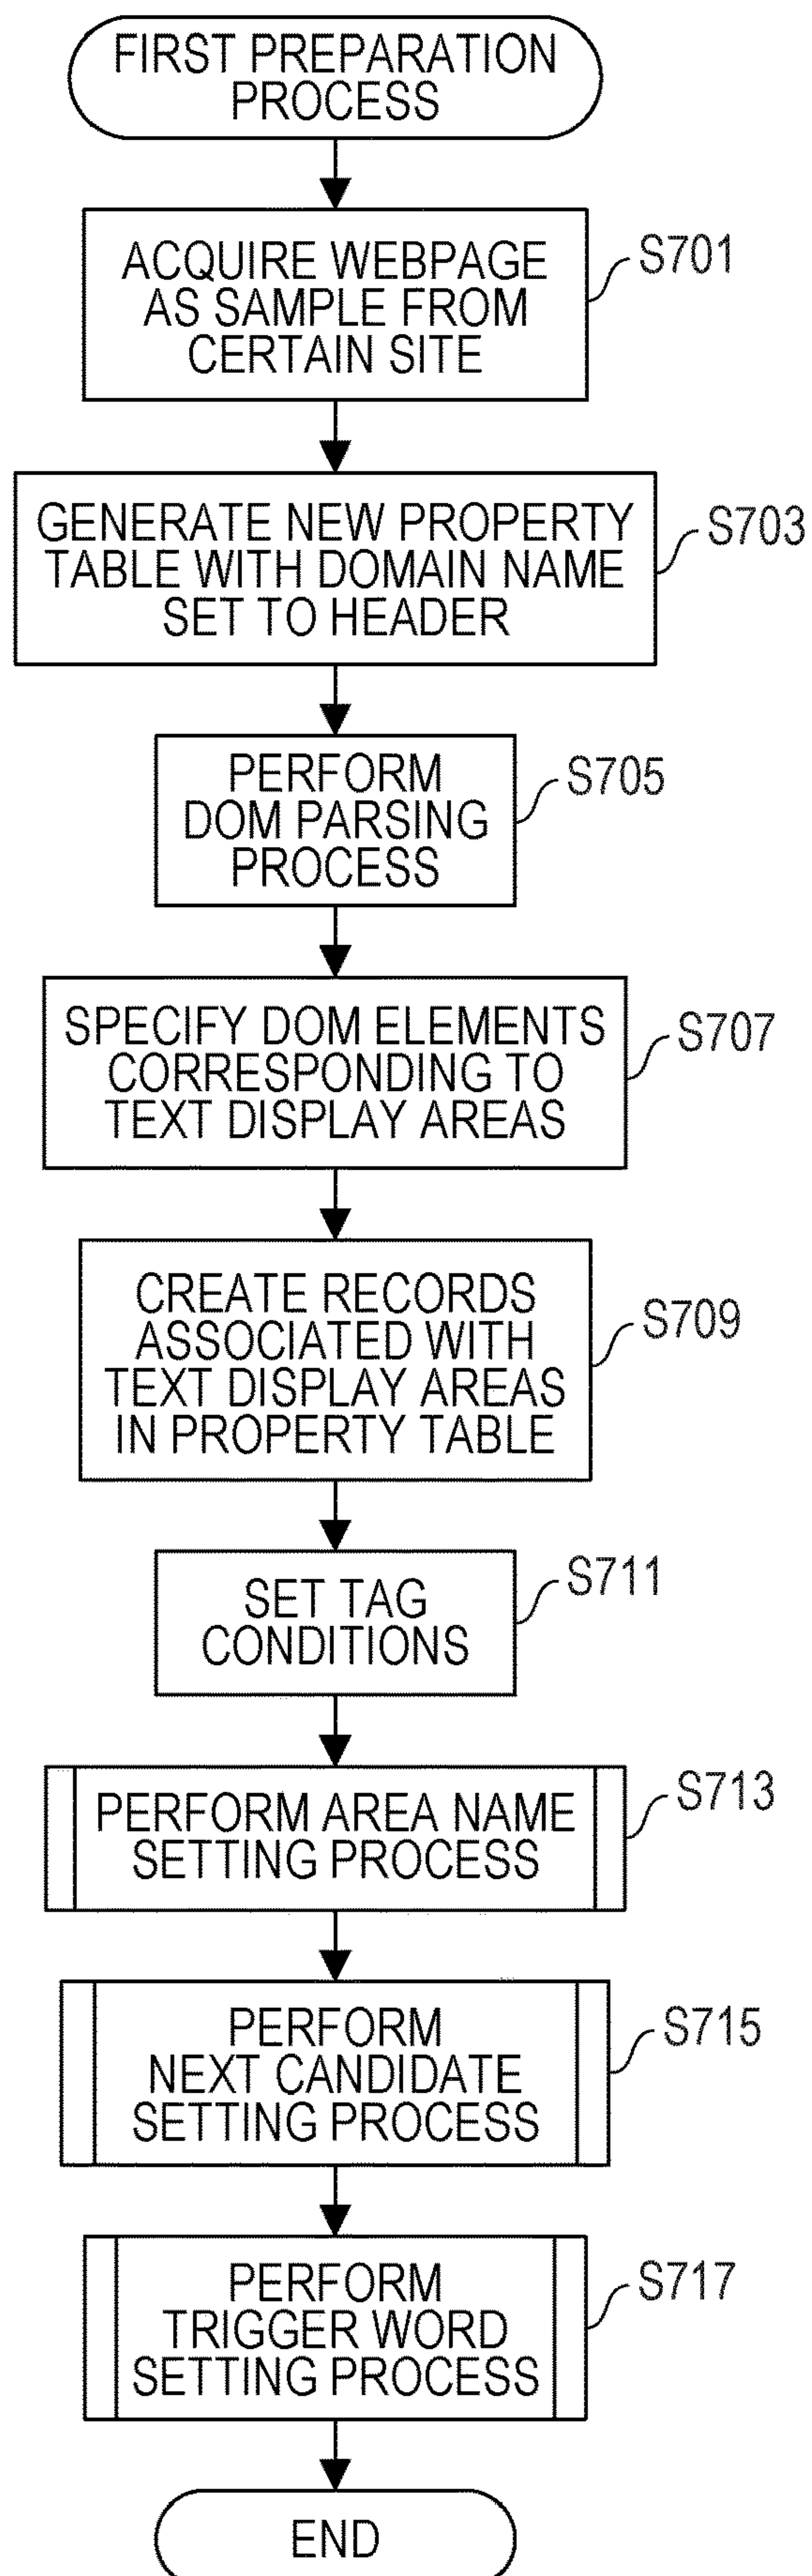 FIRST PREPARATION
PROCESS
ACQUIRE WEBPAGE
AS SAMPLE FROM
CERTAIN SITE
S701
GENERATE NEW PROPERTY
TABLE WITH DOMAIN NAME
SET TO HEADER
S703
PERFORM
DOM PARSING
PROCESS
S705
SPECIFY DOM ELEMENTS
CORRESPONDING TO
TEXT DISPLAY AREAS
S707
CREATE RECORDS
ASSOCIATED WITH
TEXT DISPLAY AREAS
IN PROPERTY TABLE
S709
SET TAG
CONDITIONS
S711
PERFORM AREA NAME
SETTING PROCESS
S713
PERFORM
NEXT CANDIDATE
SETTING PROCESS
S715
PERFORM
TRIGGER WORD
SETTING PROCESS
S717
END